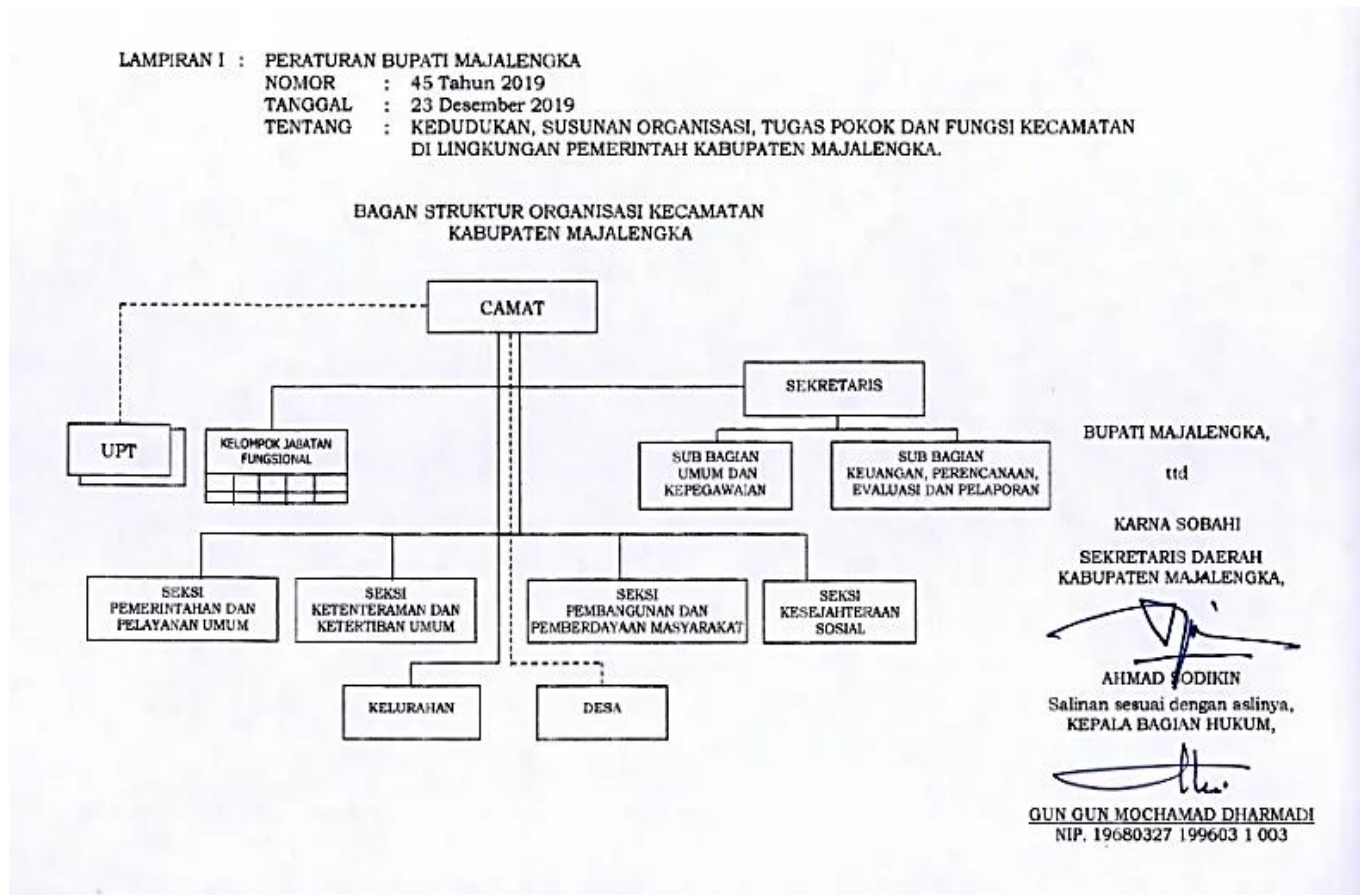 LAMPIRAN I : PERATURAN BUPATI MAJALENGKA
NOMOR : 45 Tahun 2019
TANGGAL : 23 Desember 2019
TENTANG : KEDUDUKAN, SUSUNAN ORGANISASI, TUGAS POKOK DAN FUNGSI KECAMATAN
DI LINGKUNGAN PEMERINTAH KABUPATEN MAJALENGKA.
BAGAN STRUKTUR ORGANISASI KECAMATAN
KABUPATEN MAJALENGKA
CAMAT
SEKRETARIS
UPT
KELOMPOK JABATAN
FUNGSIONAL
SUB BAGIAN
UMUM DAN
KEPEGAWAIAN
SUB BAGIAN
KEUANGAN, PERENCANAAN,
EVALUASI DAN PELAPORAN
SEKSI
PEMERINTAHAN DAN
PELAYANAN UMUM
SEKSI
KETENTERAMAN DAN
KETERTIBAN UMUM
SEKSI
PEMBANGUNAN DAN
PEMBERDAYAAN MASYARAKAT
SEKSI
KESEJAHTERAAN
SOSIAL
KELURAHAN
DESA
BUPATI MAJALENGKA,
ttd
KARNA SOBAHI
SEKRETARIS DAERAH
KABUPATEN MAJALENGKA,
AHMAD SODIKIN
Salinan sesuai dengan aslinya,
KEPALA BAGIAN HUKUM,
GUN GUN MOCHAMAD DHARMADI
NIP. 19680327 199603 1 003